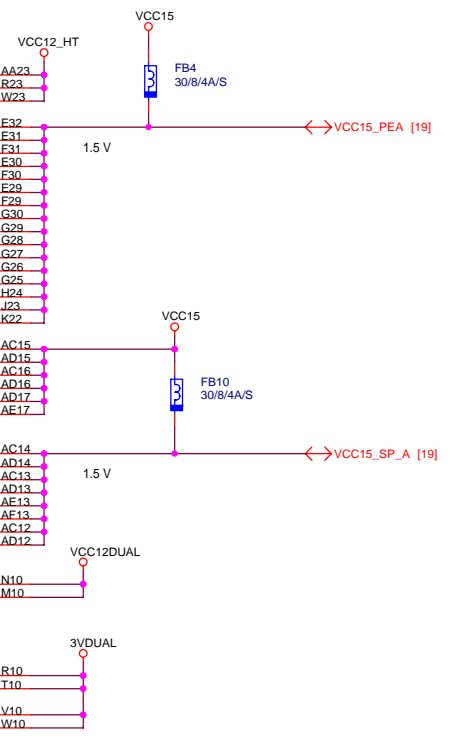 VCC15
VCC12_HT
FB4
30/8/4A/S
AA23
R23
W23
E32
VCC15_PEA [19]
E31
1.5 V
F31
E30
F30
E29
F29
G30
G29
G28
G27
G26
G25
H24
J23
K22
VCC15
AC15
AD15
AC16
FB10
AD16
30/8/4A/S
AD17
AE17
AC14
VCC15_SP_A [19]
AD14
1.5 V
AC13
AD13
AE13
AF13
AC12
AD12
VCC12DUAL
N10
M10
3VDUAL
R10
T10
V10
W10